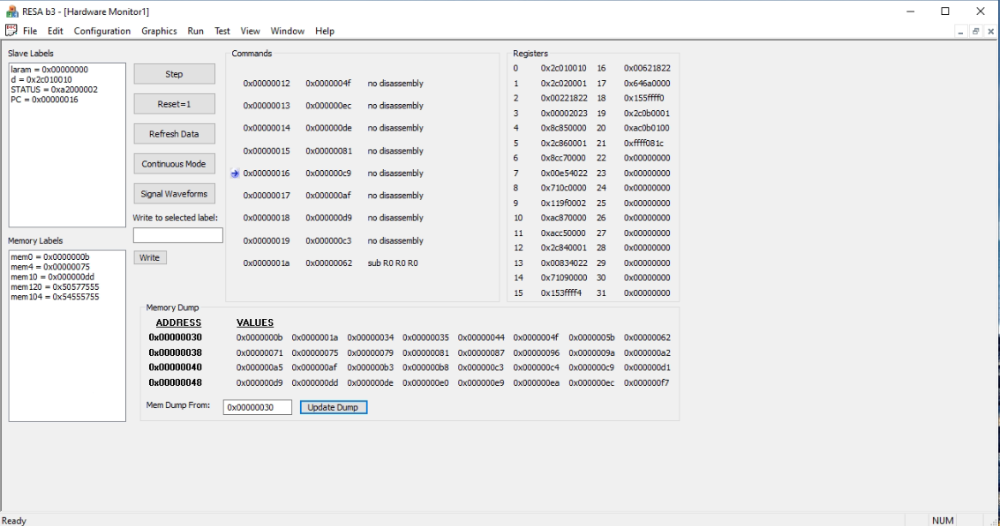 RESA b3 - [Hardware Monitor1]
File Edit Configuration Graphics Run Test View Window Help
Slave Labels
laram = 0x00000000
d = 0x2c010010
STATUS = 0xa2000002
PC = 0x00000016
Step
Reset=1
Refresh Data
Continuous Mode
Signal Waveforms
Write to selected label:
Write
Memory Labels
mem0 = 0x0000000b
mem4 = 0x00000075
mem10 = 0x000000dd
mem120 = 0x50577555
mem104 = 0x54555755
Commands
0x00000012 0x0000004f no disassembly
0x00000013 0x000000ec no disassembly
0x00000014 0x000000de no disassembly
0x00000015 0x00000081 no disassembly
0x00000016 0x000000c9 no disassembly
0x00000017 0x000000af no disassembly
0x00000018 0x000000d9 no disassembly
0x00000019 0x000000c3 no disassembly
0x0000001a 0x00000062 sub R0 R0 R0
Registers
0 0x2c010010 16 0x00621822
1 0x2c020001 17 0x646a0000
2 0x00221822 18 0x155ffff0
3 0x00002023 19 0x2c0b0001
4 0x8c850000 20 0xac0b0100
5 0x2c860001 21 0xffff081c
6 0x8cc70000 22 0x00000000
7 0x00e54022 23 0x00000000
8 0x710c0000 24 0x00000000
9 0x119f0002 25 0x00000000
10 0xac870000 26 0x00000000
11 0xacc50000 27 0x00000000
12 0x2c840001 28 0x00000000
13 0x00834022 29 0x00000000
14 0x71090000 30 0x00000000
15 0x153ffff4 31 0x00000000
Memory Dump
ADDRESS VALUES
0x00000030 0x0000000b 0x0000001a 0x00000034 0x00000035 0x00000044 0x0000004f 0x0000005b 0x00000062
0x00000038 0x00000071 0x00000075 0x00000079 0x00000081 0x00000087 0x00000096 0x0000009a 0x000000a2
0x00000040 0x000000a5 0x000000af 0x000000b3 0x000000b8 0x000000c3 0x000000c4 0x000000c9 0x000000d1
0x00000048 0x000000d9 0x000000dd 0x000000de 0x000000e0 0x000000e9 0x000000ea 0x000000ec 0x000000f7
Mem Dump From: 0x00000030 Update Dump
Ready NUM